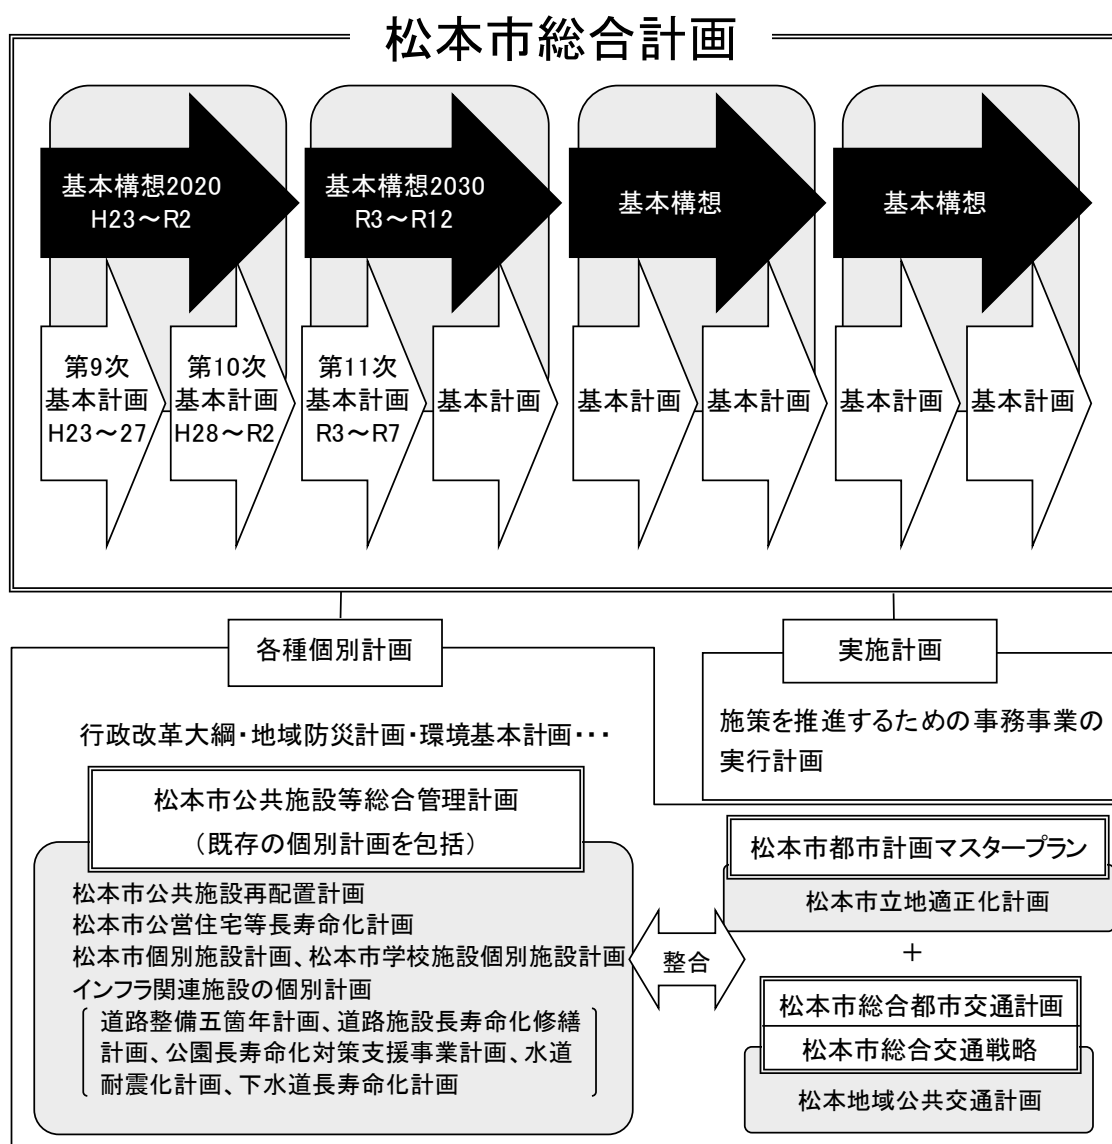 松本市総合計画
基本構想2020
H23～R2
基本構想2030
R3～R12
基本構想
基本構想
第9次
基本計画
H23～27
第10次
基本計画
H28～R2
第11次
基本計画
R3～R7
基本計画
基本計画
基本計画
基本計画
基本計画
各種個別計画
実施計画
施策を推進するための事務事業の
実行計画
行政改革大綱・地域防災計画・環境基本計画・・・
松本市公共施設等総合管理計画
（既存の個別計画を包括）
松本市公共施設再配置計画
松本市公営住宅等長寿命化計画
松本市個別施設計画、松本市学校施設個別施設計画
インフラ関連施設の個別計画
道路整備五箇年計画、道路施設長寿命化修繕
計画、公園長寿命化対策支援事業計画、水道
耐震化計画、下水道長寿命化計画
整合
松本市都市計画マスタープラン
松本市立地適正化計画
＋
松本市総合都市交通計画
松本市総合交通戦略
松本地域公共交通計画